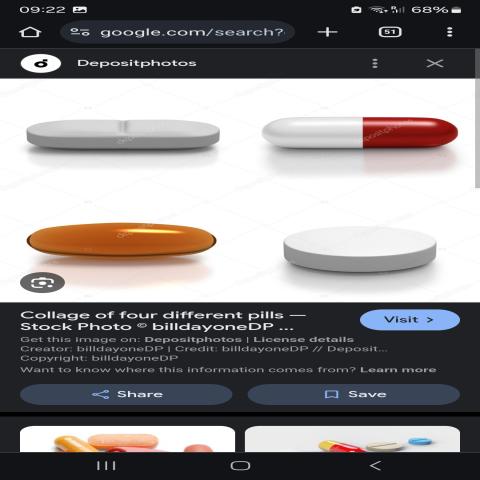 09:22
68%
google.com/search?
51
Depositphotos
Collage of four different pills —
Stock Photo © billdayoneDP ...
Visit >
Get this image on: Depositphotos | License details
Creator: billdayoneDP | Credit: billdayoneDP // Deposit...
Copyright: billdayoneDP
Want to know where this information comes from? Learn more
Share
Save